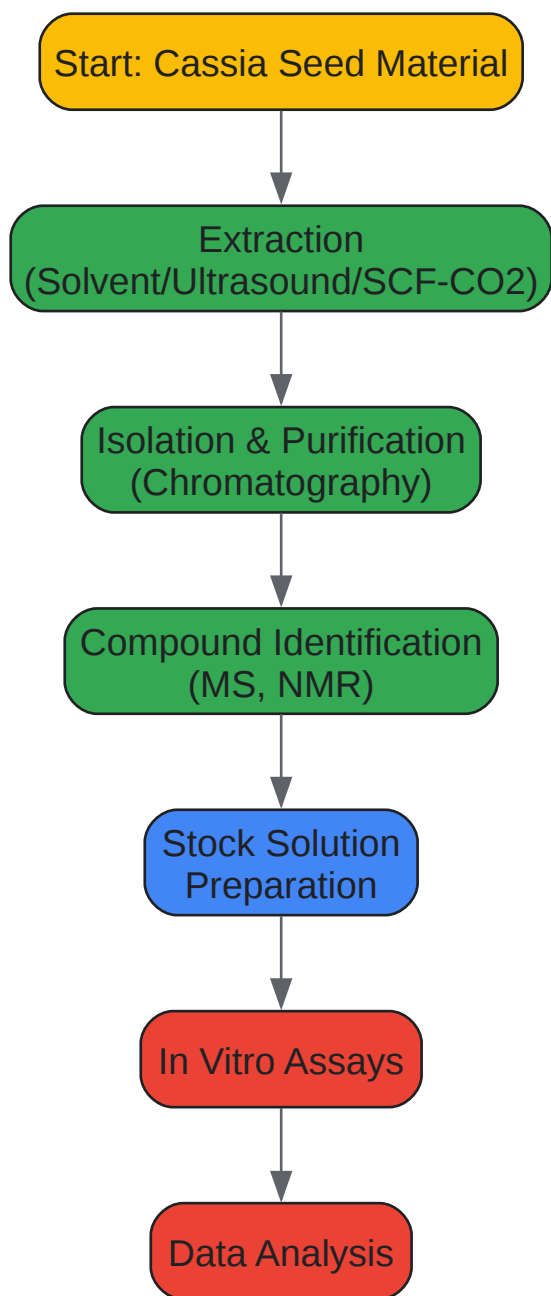 Start: Cassia Seed Material
Extraction
(Solvent/Ultrasound/SCF-CO2)
Isolation & Purification
(Chromatography)
Compound Identification
(MS, NMR)
Stock Solution
Preparation
In Vitro Assays
Data Analysis